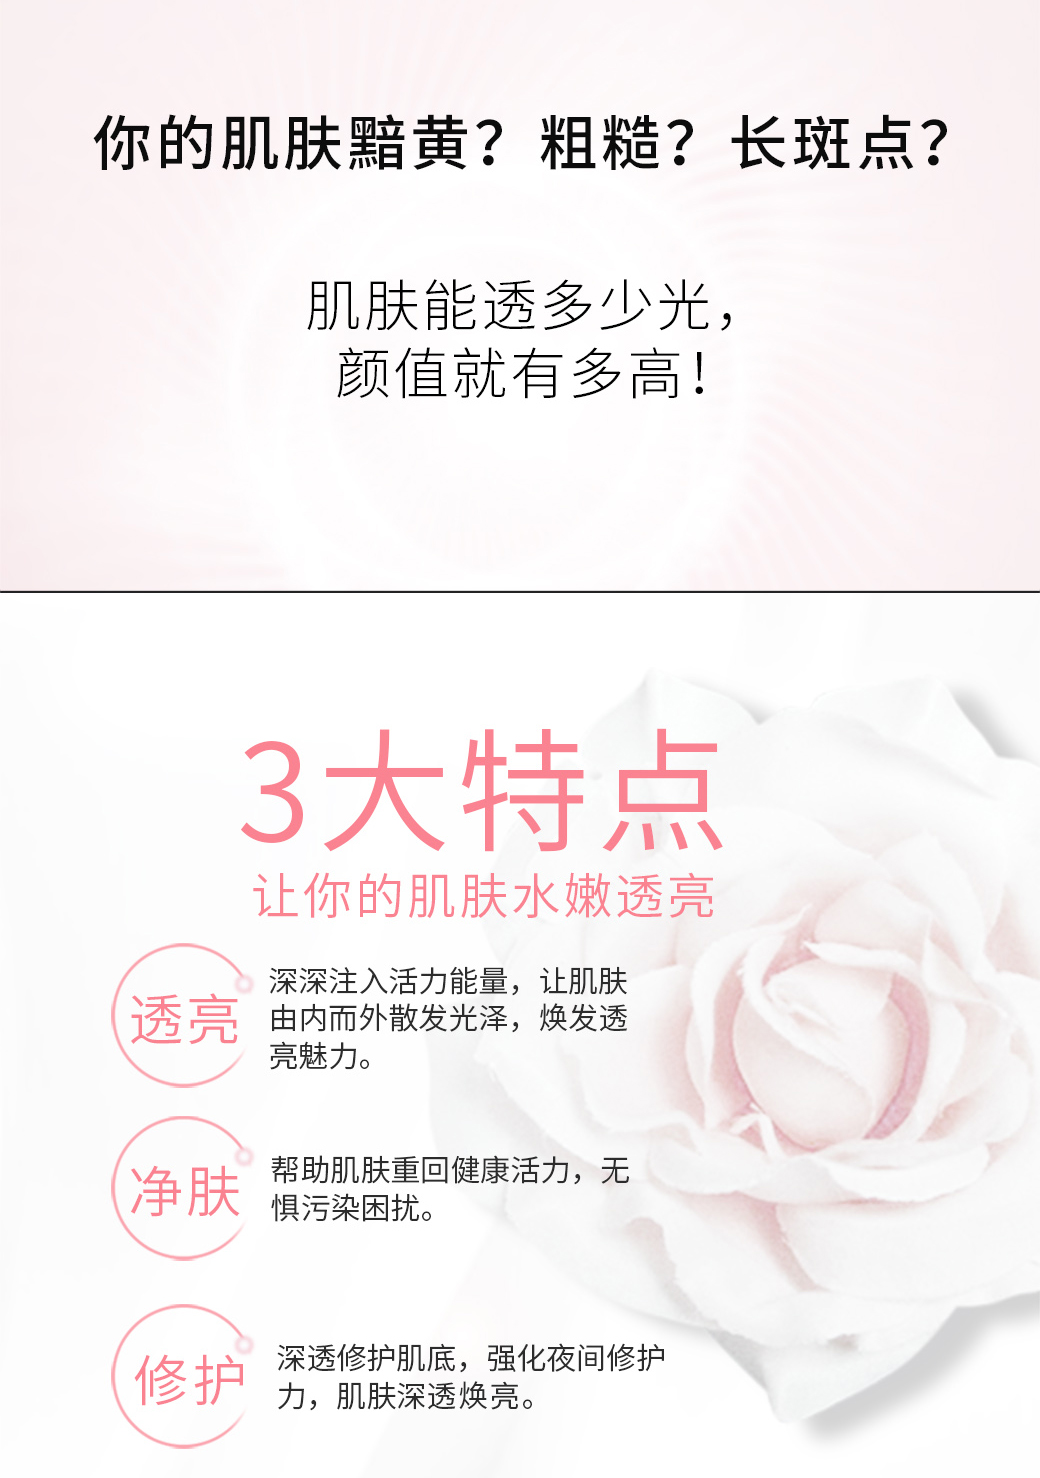 你的肌肤黯黄？粗糙？长斑点？
肌肤能透多少光，
颜值就有多高！
3大特点
让你的肌肤水嫩透亮
透亮
深深注入活力能量，让肌肤
由内而外散发光泽，焕发透
亮魅力。
净肤
帮助肌肤重回健康活力，无
惧污染困扰。
修护
深透修护肌底，强化夜间修护
力，肌肤深透焕亮。